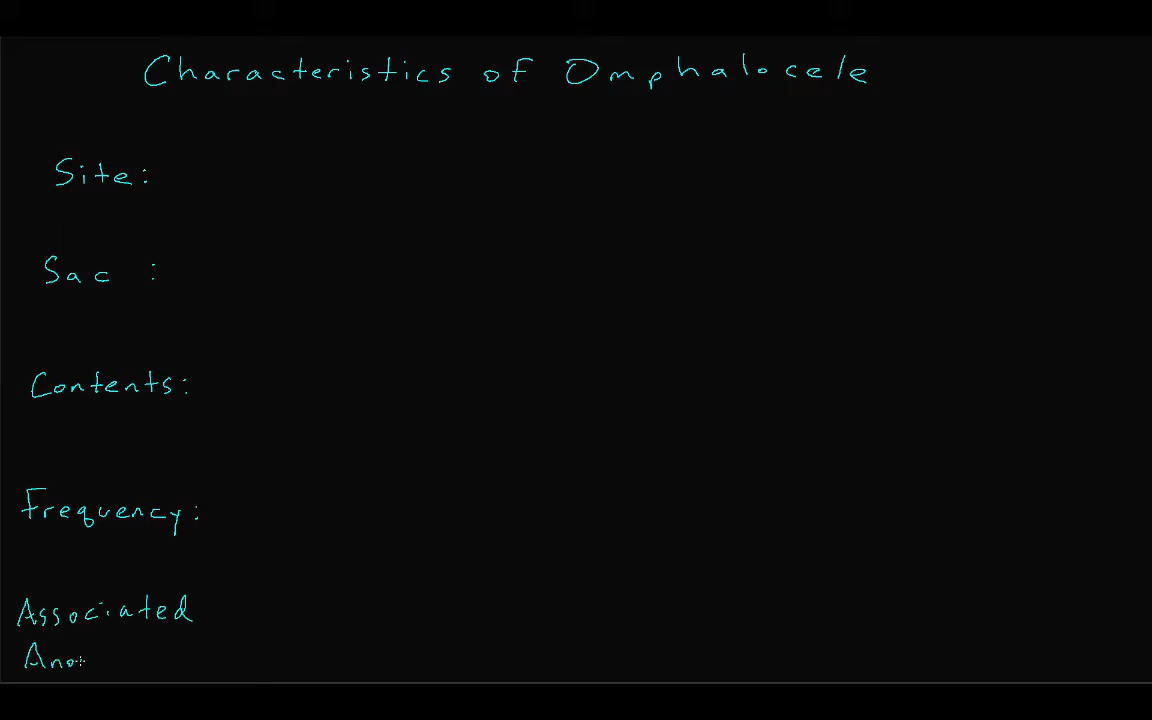 Characteristics of Omphalocele
Site:
Sac :
Contents:
Frequency:
Associated
Ano